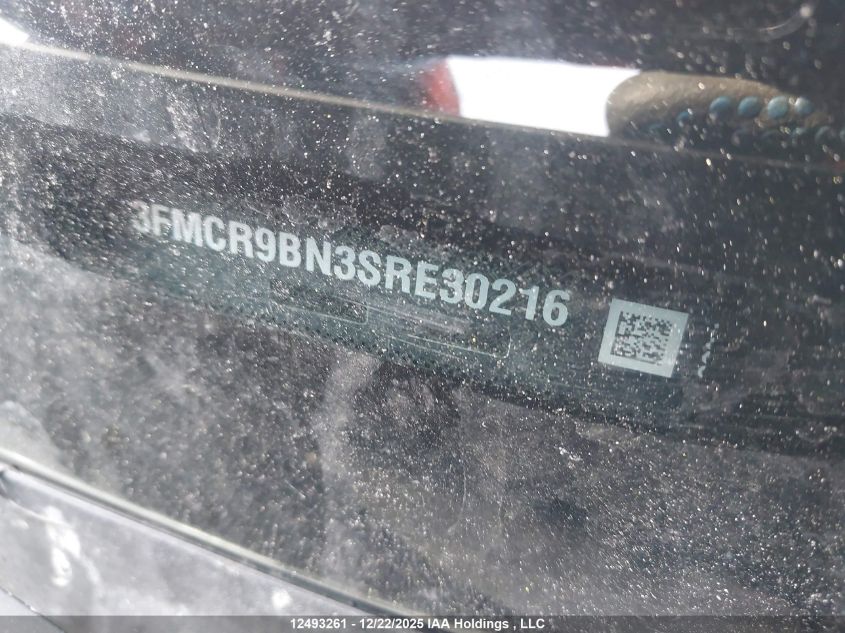 3FMCR9BN3SRE30216
12493261 - 12/22/2025 IAA Holdings , LLC